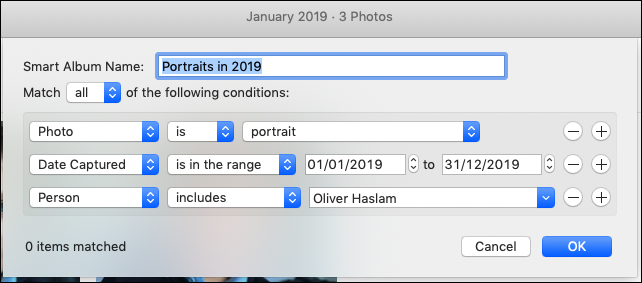 January 2019 · 3 Photos
Smart Album Name: Portraits in 2019
Match all of the following conditions:
Photo is portrait
Date Captured is in the range 01/01/2019 to 31/12/2019
Person includes Oliver Haslam
0 items matched Cancel OK